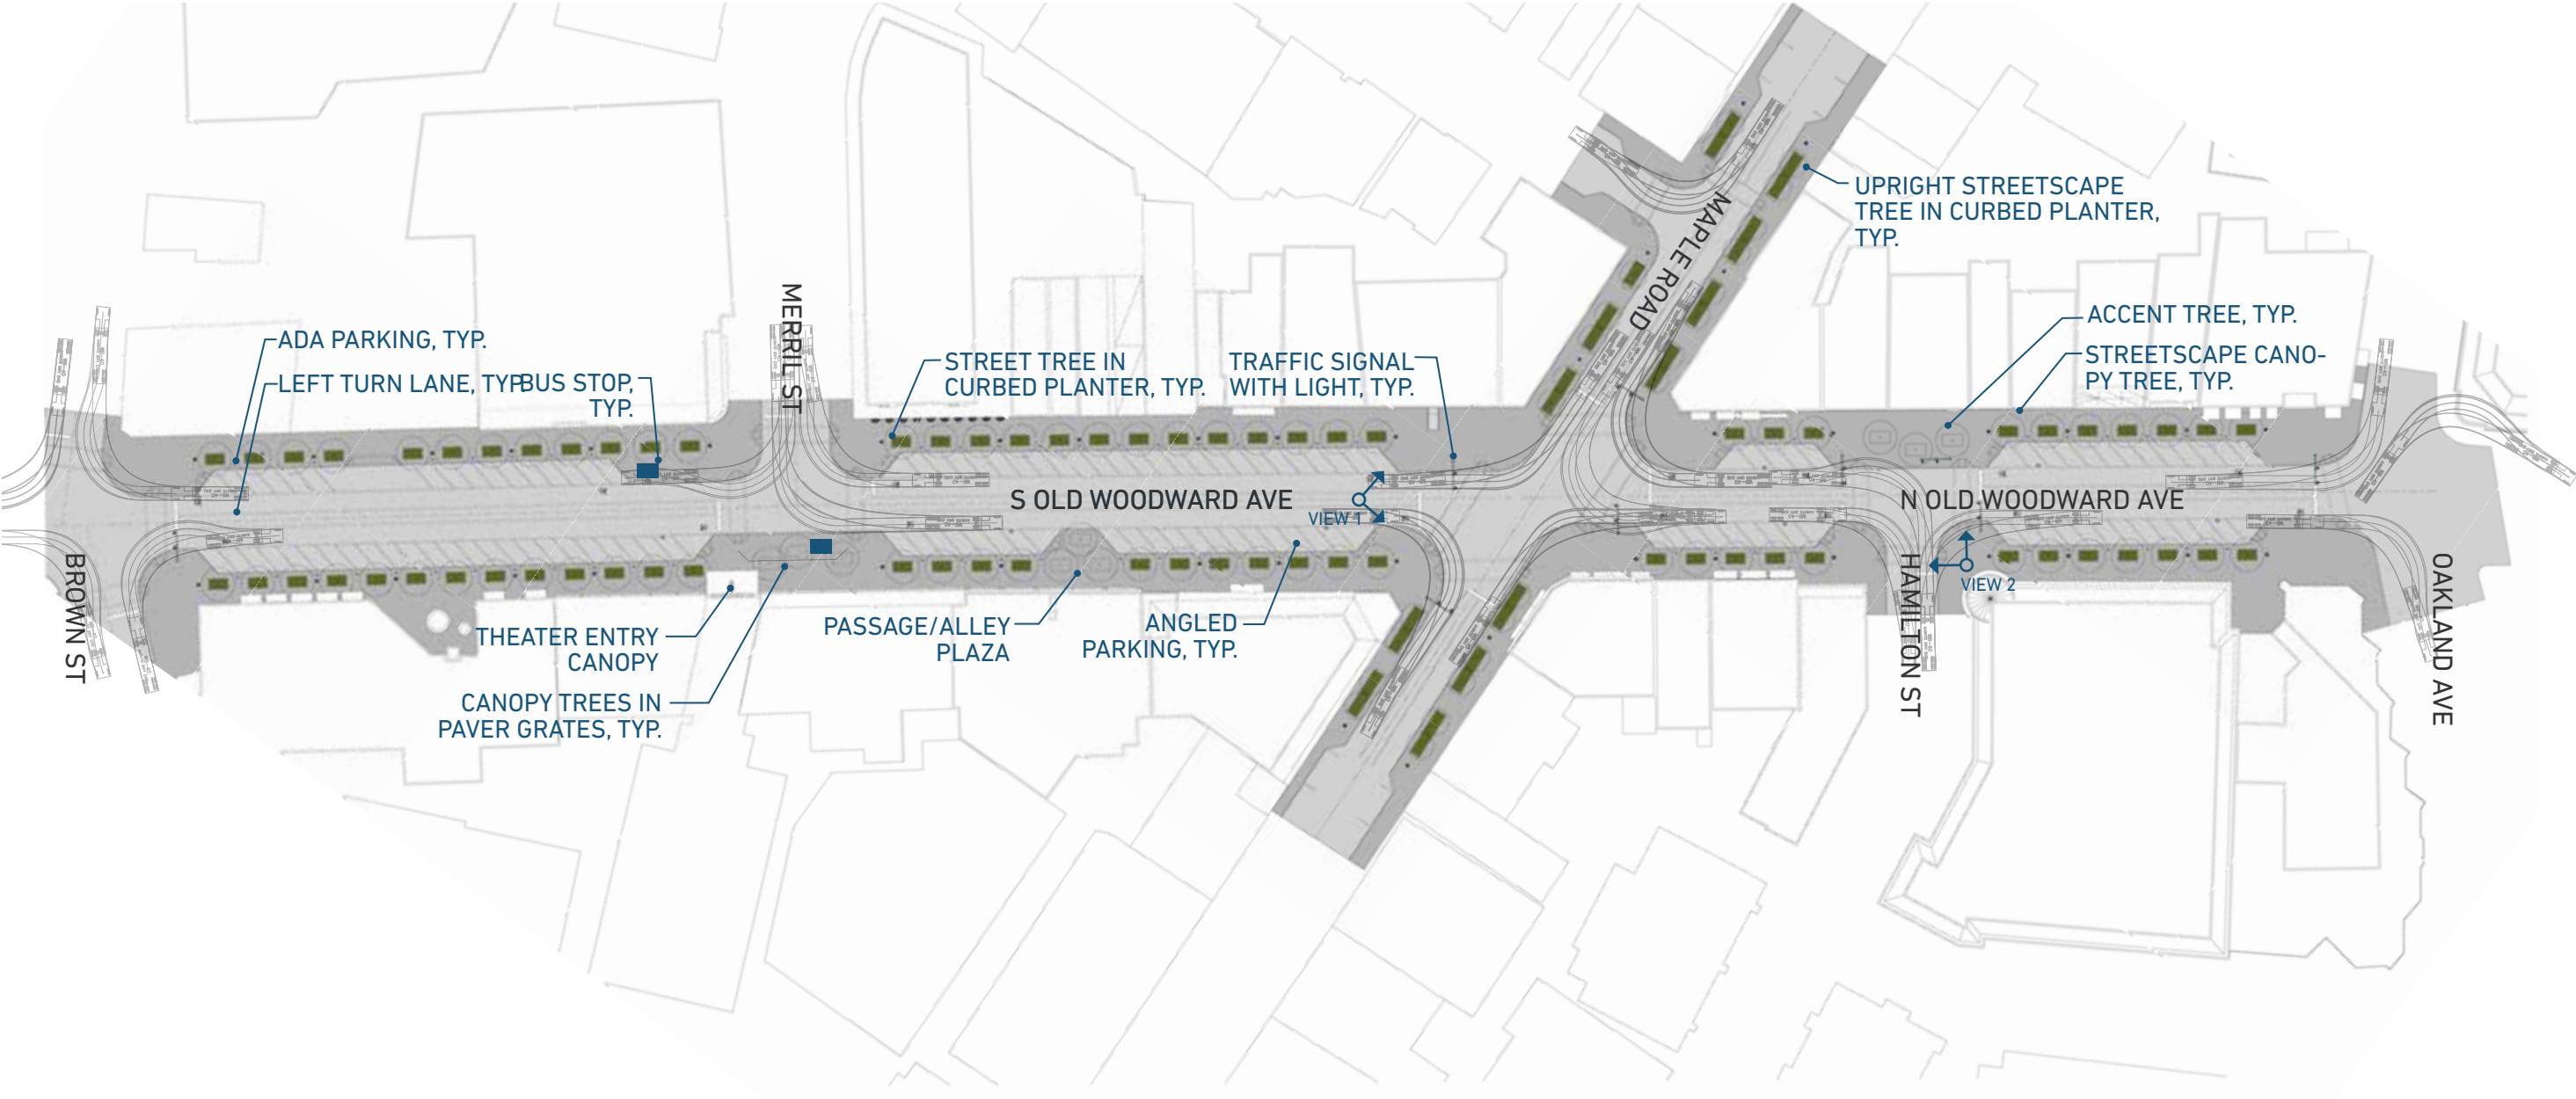 UPRIGHT STREETSCAPE
TREE IN CURBED PLANTER,
TYP.
MAPLE ROAD
ACCENT TREE, TYP.
STREETSCAPE CANO-
PY TREE, TYP.
MERRIL ST
ADA PARKING, TYP.
LEFT TURN LANE, TYP
BUS STOP,
TYP.
STREET TREE IN
CURBED PLANTER, TYP.
TRAFFIC SIGNAL
WITH LIGHT, TYP.
S OLD WOODWARD AVE
VIEW 1
N OLD WOODWARD AVE
BROWN ST
HAMILTON ST
VIEW 2
OAKLAND AVE
THEATER ENTRY
CANOPY
PASSAGE/ALLEY
PLAZA
ANGLED
PARKING, TYP.
CANOPY TREES IN
PAVER GRATES, TYP.